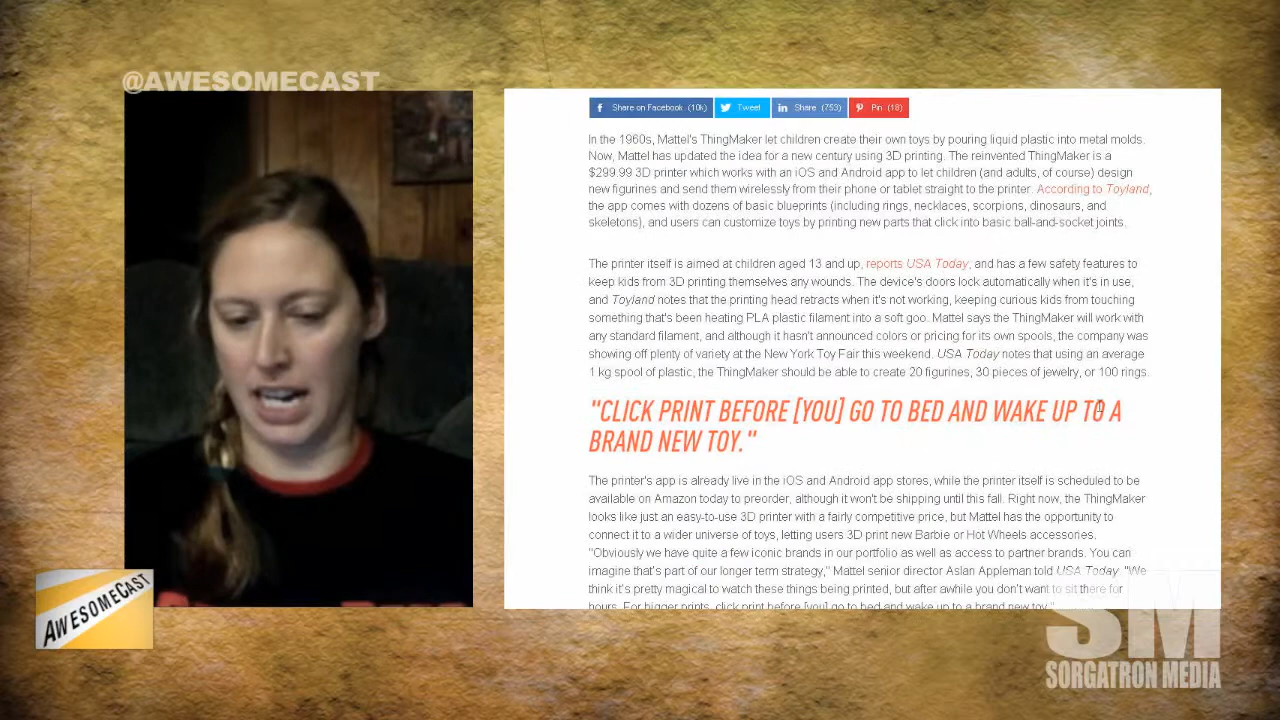 @AWESOMECAST
Share on Facebook (10k) Tweet Share (753) Pin (18)
In the 1960s, Mattel's ThingMaker let children create their own toys by pouring liquid plastic into metal molds.
Now, Mattel has updated the idea for a new century using 3D printing. The reinvented ThingMaker is a
$299.99 3D printer which works with an iOS and Android app to let children (and adults, of course) design
new figurines and send them wirelessly from their phone or tablet straight to the printer. According to Toyland,
the app comes with dozens of basic blueprints (including rings, necklaces, scorpions, dinosaurs, and
skeletons), and users can customize toys by printing new parts that click into basic ball-and-socket joints.
The printer itself is aimed at children aged 13 and up, reports USA Today, and has a few safety features to
keep kids from 3D printing themselves any wounds. The device's doors lock automatically when it's in use,
and Toyland notes that the printing head retracts when it's not working, keeping curious kids from touching
something that's been heating PLA plastic filament into a soft goo. Mattel says the ThingMaker will work with
any standard filament, and although it hasn't announced colors or pricing for its own spools, the company was
showing off plenty of variety at the New York Toy Fair this weekend. USA Today notes that using an average
1 kg spool of plastic, the ThingMaker should be able to create 20 figurines, 30 pieces of jewelry, or 100 rings.
"CLICK PRINT BEFORE [YOU] GO TO BED AND WAKE UP TO A
BRAND NEW TOY."
The printer's app is already live in the iOS and Android app stores, while the printer itself is scheduled to be
available on Amazon today to preorder, although it won't be shipping until this fall. Right now, the ThingMaker
looks like just an easy-to-use 3D printer with a fairly competitive price, but Mattel has the opportunity to
connect it to a wider universe of toys, letting users 3D print new Barbie or Hot Wheels accessories.
"Obviously we have quite a few iconic brands in our portfolio as well as access to partner brands. You can
imagine that's part of our longer term strategy," Mattel senior director Aslan Appleman told USA Today. "We
think it's pretty magical to watch these things being printed, but after awhile you don't want to sit there for
hours. For bigger prints, click print before [you] go to bed and wake up to a brand new toy."
AWESOMECAST
SM
SORGATRON MEDIA